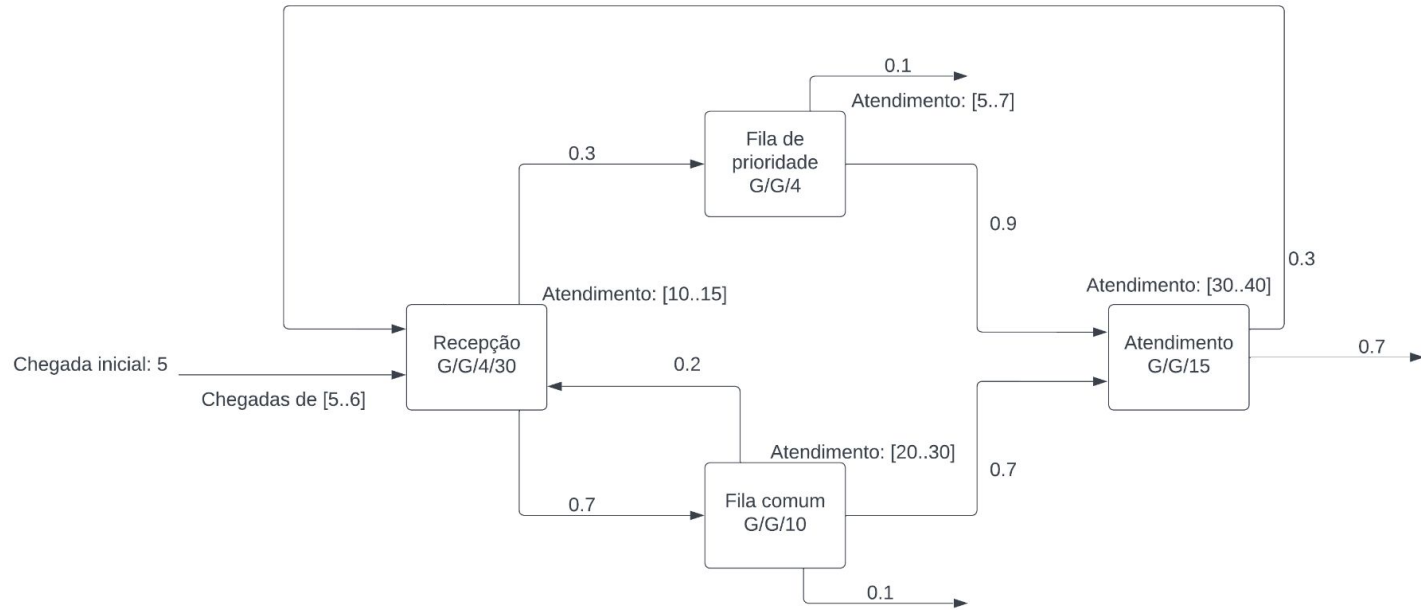 0.1
Atendimento: [5..7]
Fila de
prioridade
G/G/4
0.3
0.9
0.3
Atendimento: [10..15]
Atendimento: [30..40]
Recepção
G/G/4/30
Atendimento
G/G/15
0.7
Chegada inicial: 5
Chegadas de [5..6]
0.2
Atendimento: [20..30]
0.7
Fila comum
G/G/10
0.7
0.1